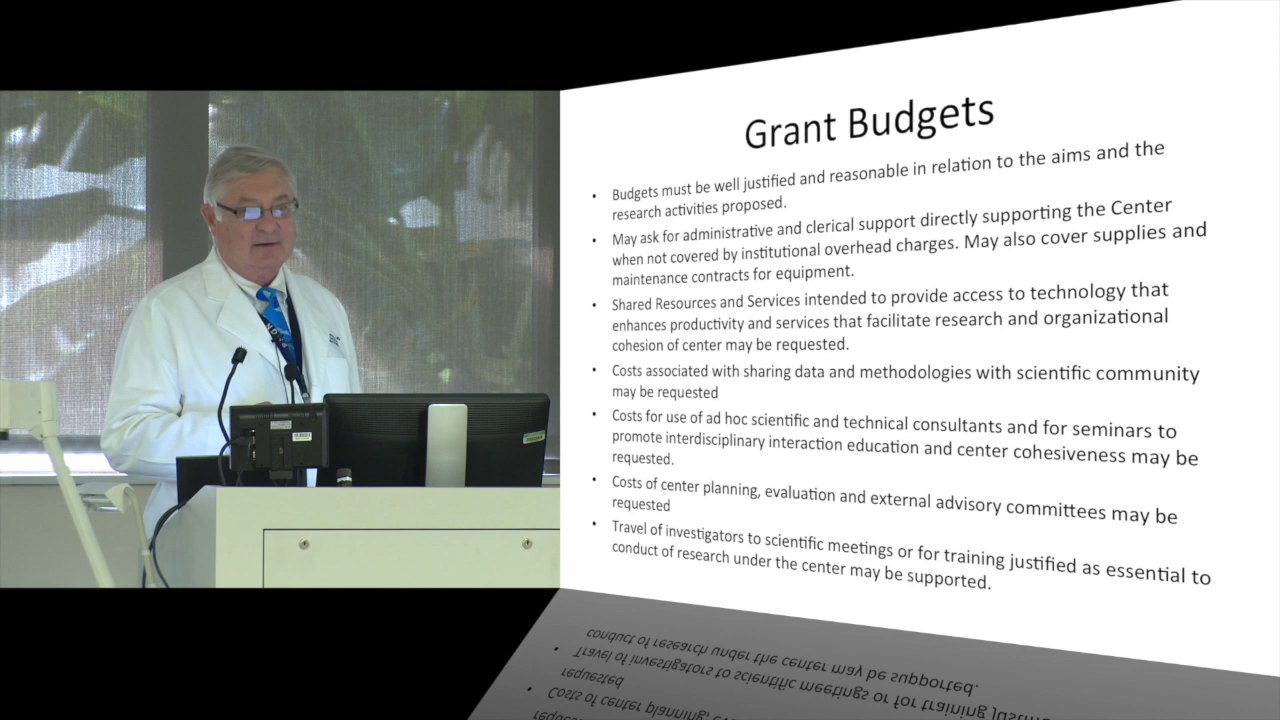 Grant Budgets
• Budgets must be well justified and reasonable in relation to the aims and the
research activities proposed.
• May ask for administrative and clerical support directly supporting the Center
when not covered by institutional overhead charges. May also cover supplies and
maintenance contracts for equipment.
• Shared Resources and Services intended to provide access to technology that
enhances productivity and services that facilitate research and organizational
cohesion of center may be requested.
• Costs associated with sharing data and methodologies with scientific community
may be requested
• Costs for use of ad hoc scientific and technical consultants and for seminars to
promote interdisciplinary interaction education and center cohesiveness may be
requested.
• Costs of center planning, evaluation and external advisory committees may be
requested
• Travel of investigators to scientific meetings or for training justified as essential to
conduct of research under the center may be supported.